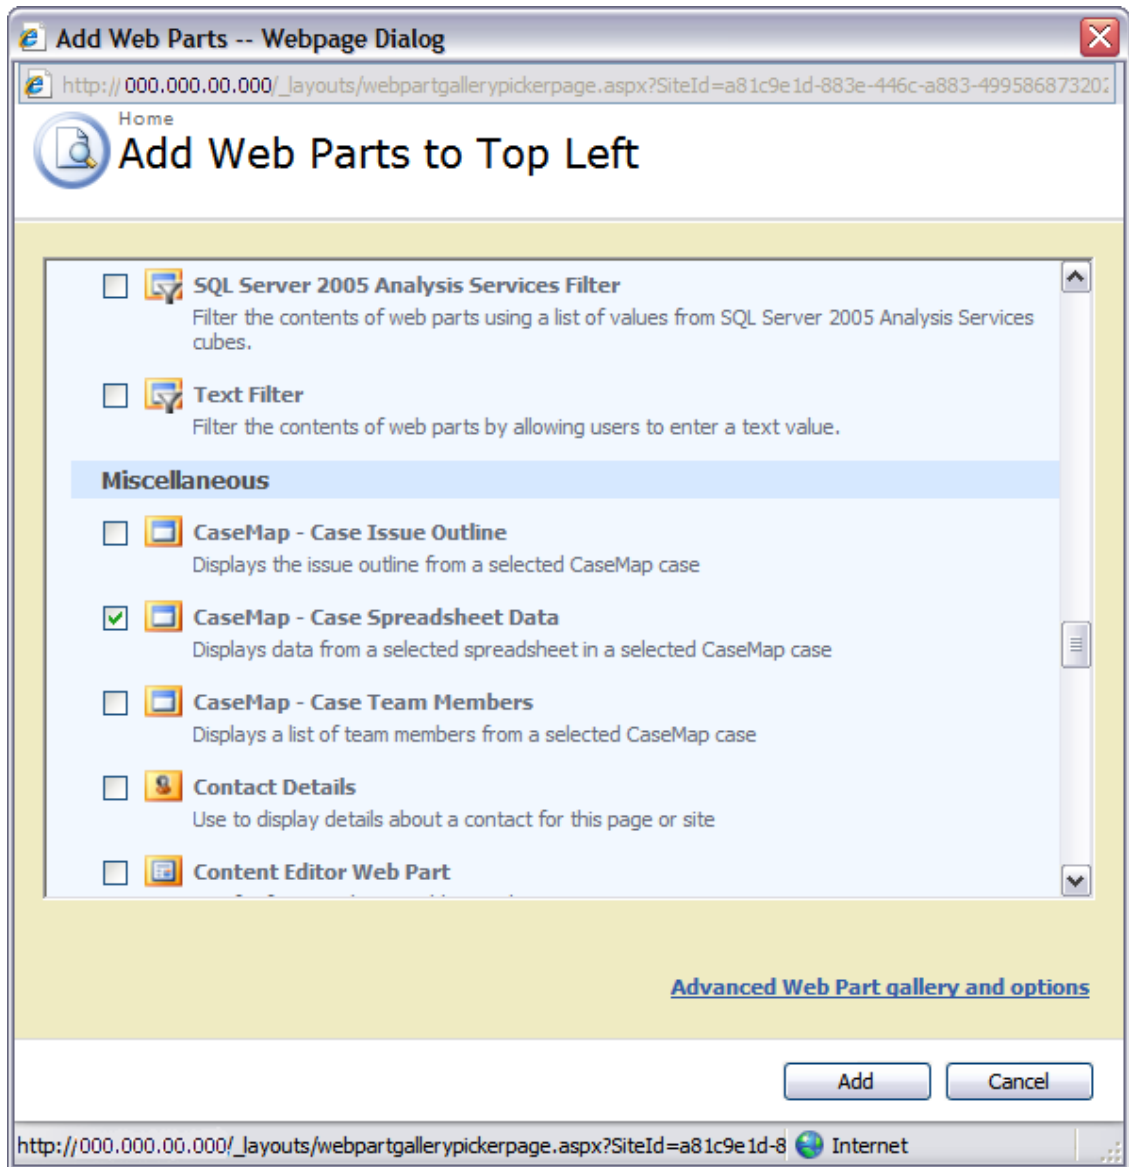 Add Web Parts -- Webpage Dialog
http://000.000.00.000/_layouts/webpartgallerypickerpage.aspx?SiteId=a81c9e1d-883e-446c-a883-499586873202
Home
Add Web Parts to Top Left
SQL Server 2005 Analysis Services Filter
Filter the contents of web parts using a list of values from SQL Server 2005 Analysis Services
cubes.
Text Filter
Filter the contents of web parts by allowing users to enter a text value.
Miscellaneous
CaseMap - Case Issue Outline
Displays the issue outline from a selected CaseMap case
CaseMap - Case Spreadsheet Data
Displays data from a selected spreadsheet in a selected CaseMap case
CaseMap - Case Team Members
Displays a list of team members from a selected CaseMap case
Contact Details
Use to display details about a contact for this page or site
Content Editor Web Part
Advanced Web Part gallery and options
Add
Cancel
http://000.000.00.000/_layouts/webpartgallerypickerpage.aspx?SiteId=a81c9e1d-8
Internet